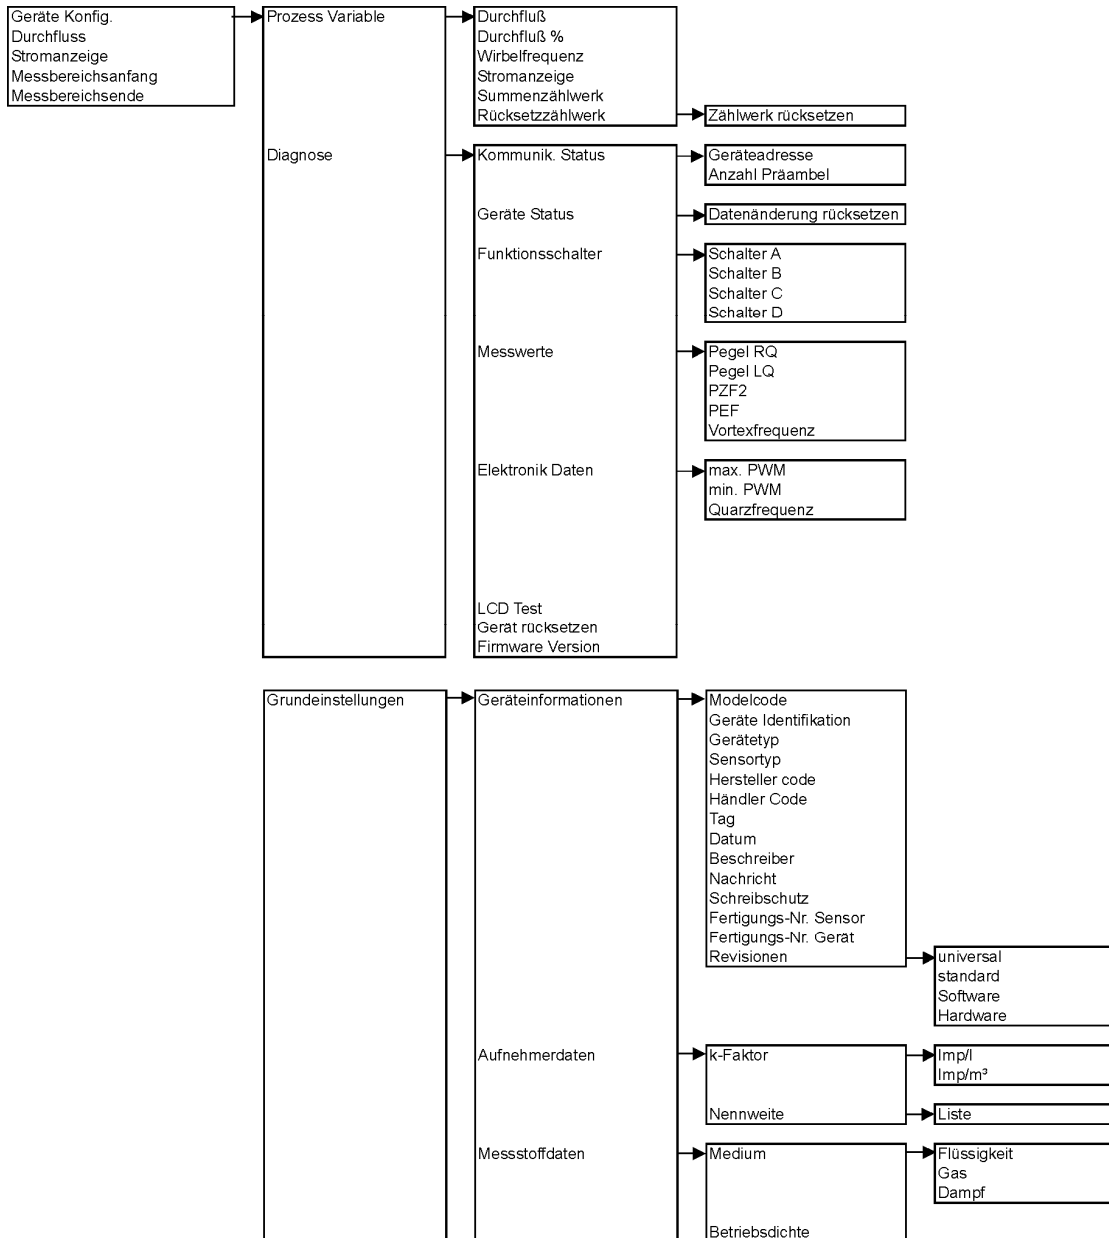 Geräte Konfig.
Durchfluss
Stromanzeige
Messbereichsanfang
Messbereichsende
Prozess Variable
Durchfluß
Durchfluß %
Wirbelfrequenz
Stromanzeige
Summenzählwerk
Rücksetzzählwerk
Zählwerk rücksetzen
Diagnose
Kommunik. Status
Geräteadresse
Anzahl Präambel
Geräte Status
Datenänderung rücksetzen
Funktionsschalter
Schalter A
Schalter B
Schalter C
Schalter D
Messwerte
Pegel RQ
Pegel LQ
PZF2
PEF
Vortexfrequenz
Elektronik Daten
max. PWM
min. PWM
Quarzfrequenz
LCD Test
Gerät rücksetzen
Firmware Version
Grundeinstellungen
Geräteinformationen
Modelcode
Geräte Identifikation
Gerätetyp
Sensortyp
Hersteller code
Händler Code
Tag
Datum
Beschreiber
Nachricht
Schreibschutz
Fertigungs-Nr. Sensor
Fertigungs-Nr. Gerät
Revisionen
universal
standard
Software
Hardware
Aufnehmerdaten
k-Faktor
Imp/l
Imp/m³
Nennweite
Liste
Messstoffdaten
Medium
Flüssigkeit
Gas
Dampf
Betriebsdichte